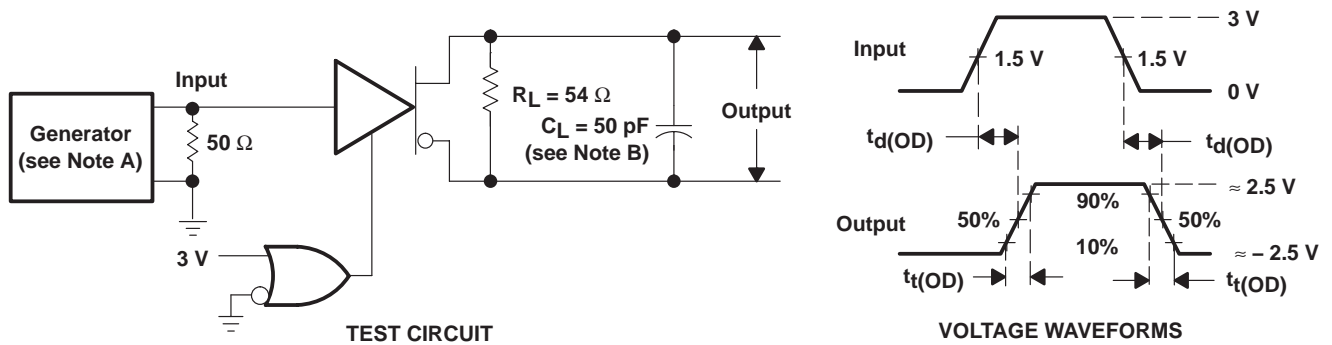 Generator
(see Note A)
Input
50 Ω
3 V
R_L = 54 Ω
C_L = 50 pF
(see Note B)
Output
TEST CIRCUIT
Input
1.5 V
1.5 V
3 V
0 V
t_d(OD)
t_d(OD)
Output
50%
90%
10%
50%
≈ 2.5 V
≈ – 2.5 V
t_t(OD)
t_t(OD)
VOLTAGE WAVEFORMS